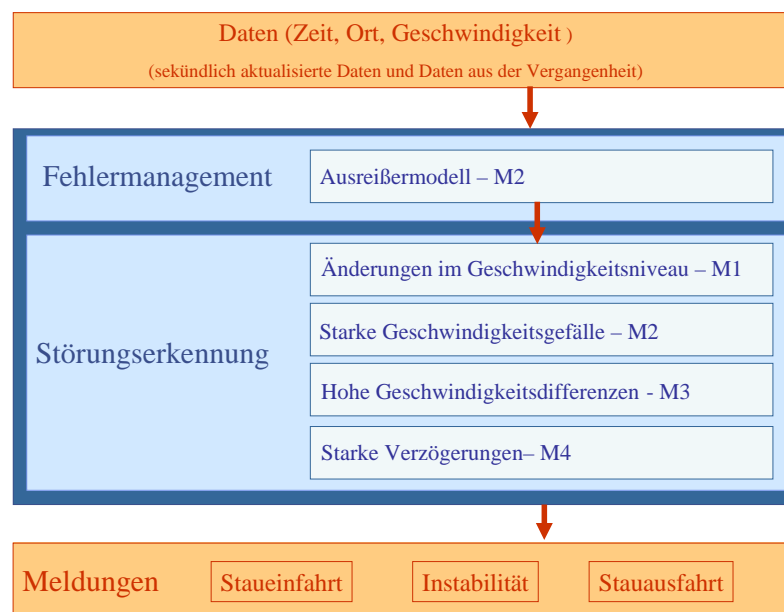 Daten (Zeit, Ort, Geschwindigkeit )
(sekündlich aktualisierte Daten und Daten aus der Vergangenheit)
Fehlermanagement
Ausreißermodell – M2
Störungserkennung
Änderungen im Geschwindigkeitsniveau – M1
Starke Geschwindigkeitsgefälle – M2
Hohe Geschwindigkeitsdifferenzen - M3
Starke Verzögerungen– M4
Meldungen
Staueinfahrt
Instabilität
Stauausfahrt